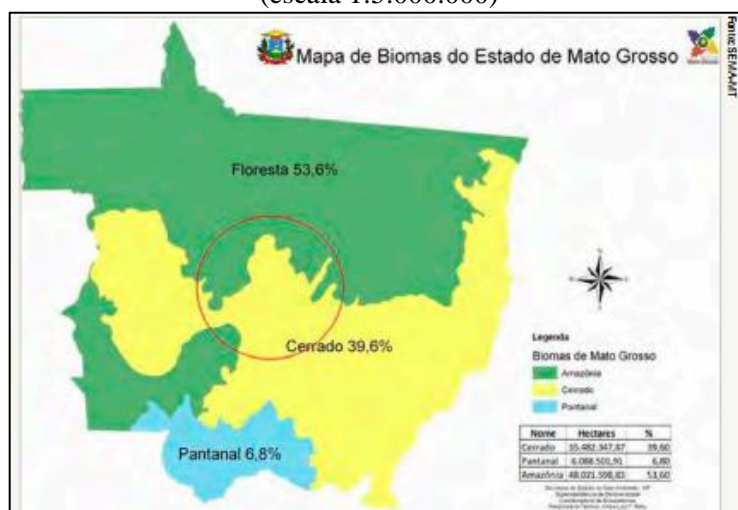 (escala 1:5.000.000)
Mapa de Biomas do Estado de Mato Grosso
Fonte: SEMA-MT
Floresta 53,6%
Cerrado 39,6%
Pantanal 6,8%
Legenda
Biomas de Mato Grosso
Amazônia
Cerrado
Pantanal
Nome Hectares %
Cerrado 35.482.347,87 39,60
Pantanal 6.088.501,91 6,80
Amazônia 48.021.598,83 53,60